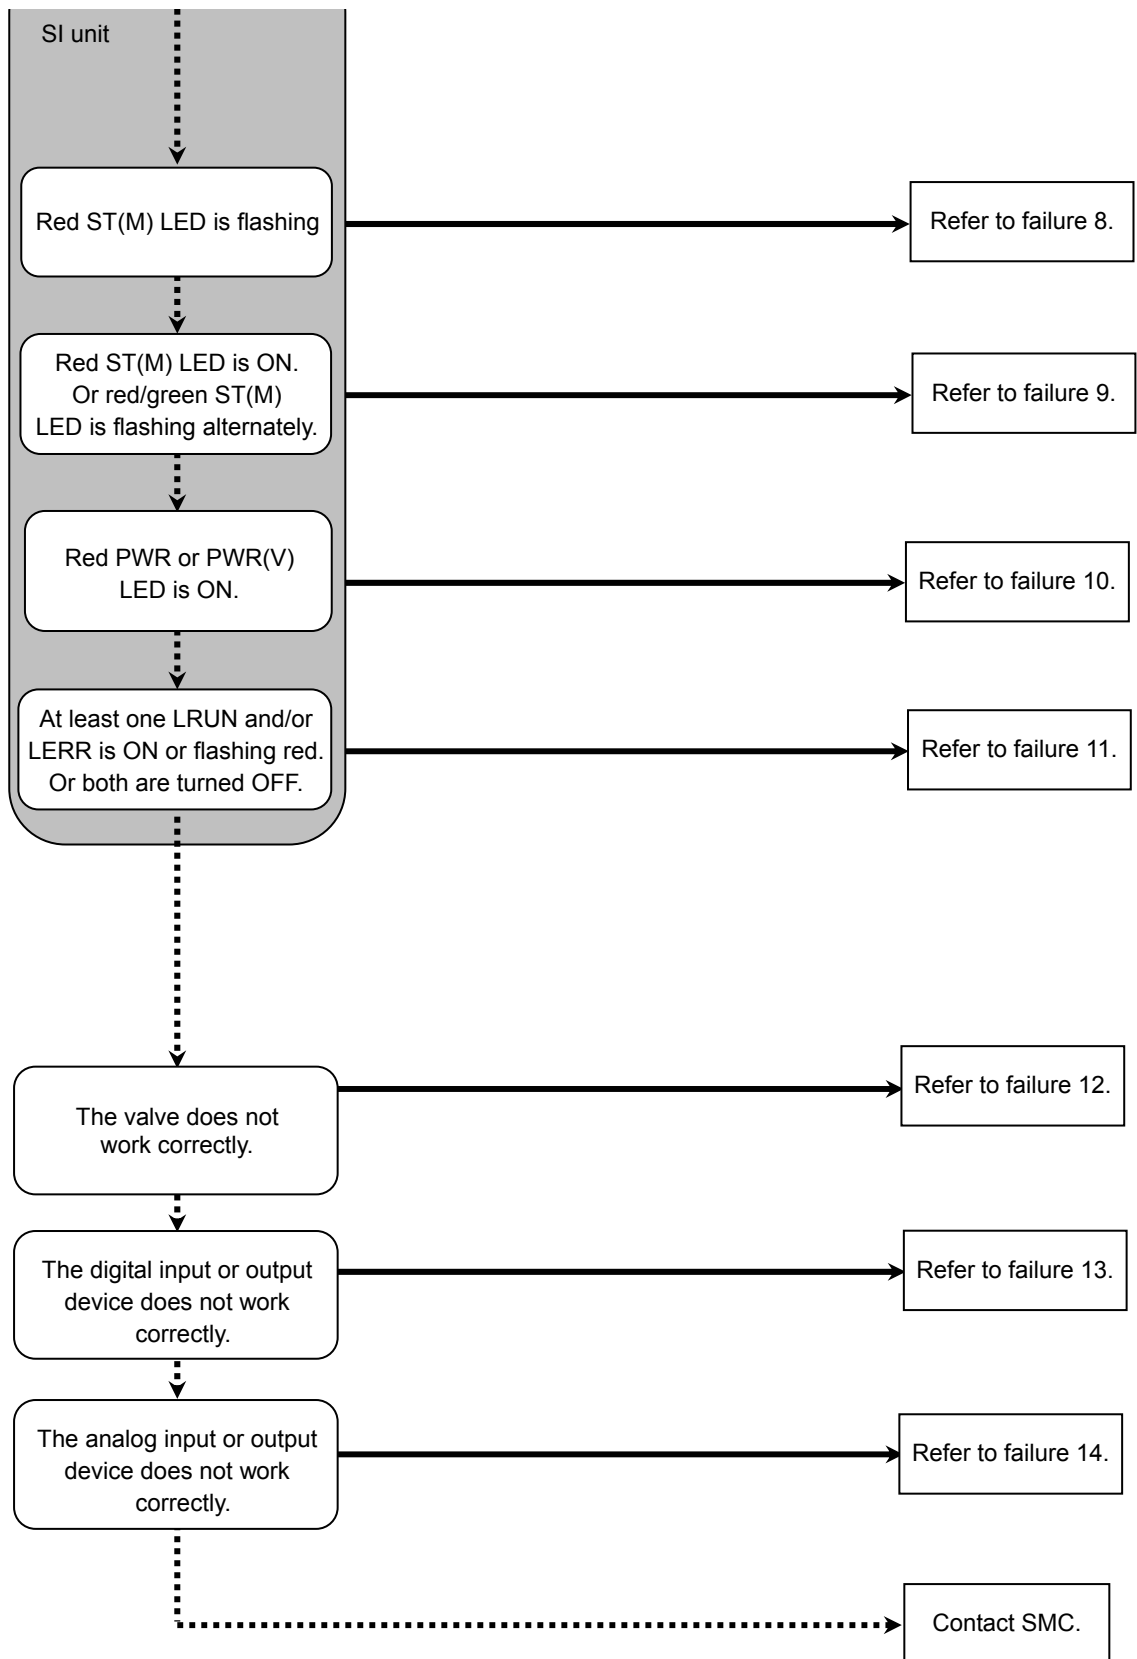 SI unit
Red ST(M) LED is flashing
Refer to failure 8.
Red ST(M) LED is ON.
Or red/green ST(M)
LED is flashing alternately.
Refer to failure 9.
Red PWR or PWR(V)
LED is ON.
Refer to failure 10.
At least one LRUN and/or
LERR is ON or flashing red.
Or both are turned OFF.
Refer to failure 11.
The valve does not
work correctly.
Refer to failure 12.
The digital input or output
device does not work
correctly.
Refer to failure 13.
The analog input or output
device does not work
correctly.
Refer to failure 14.
Contact SMC.